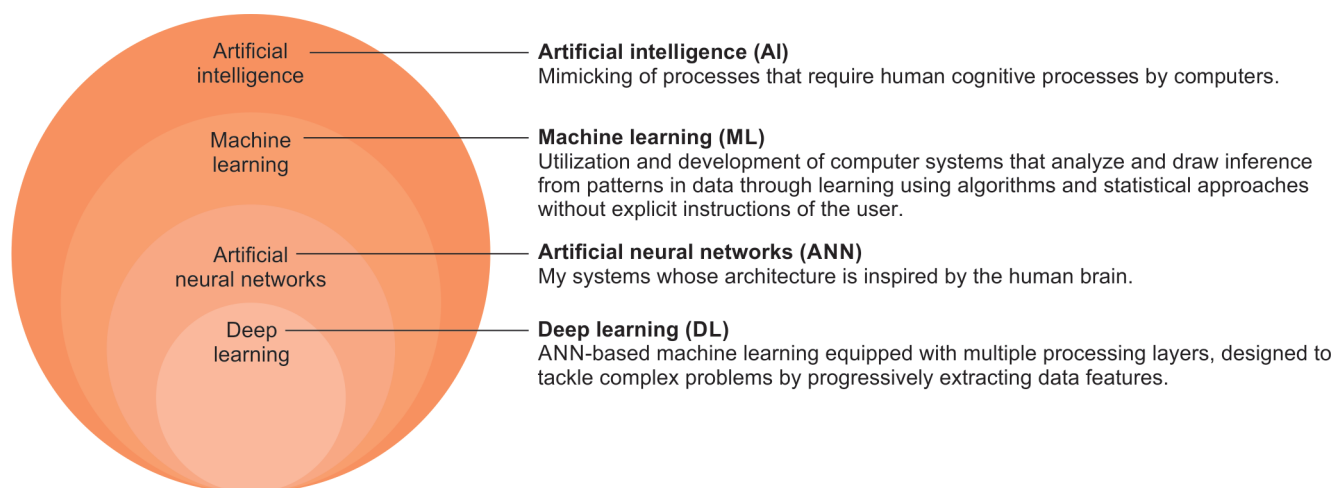 Artificial
intelligence
Machine
learning
Artificial
neural networks
Deep
learning
Artificial intelligence (AI)
Mimicking of processes that require human cognitive processes by computers.
Machine learning (ML)
Utilization and development of computer systems that analyze and draw inference
from patterns in data through learning using algorithms and statistical approaches
without explicit instructions of the user.
Artificial neural networks (ANN)
My systems whose architecture is inspired by the human brain.
Deep learning (DL)
ANN-based machine learning equipped with multiple processing layers, designed to
tackle complex problems by progressively extracting data features.